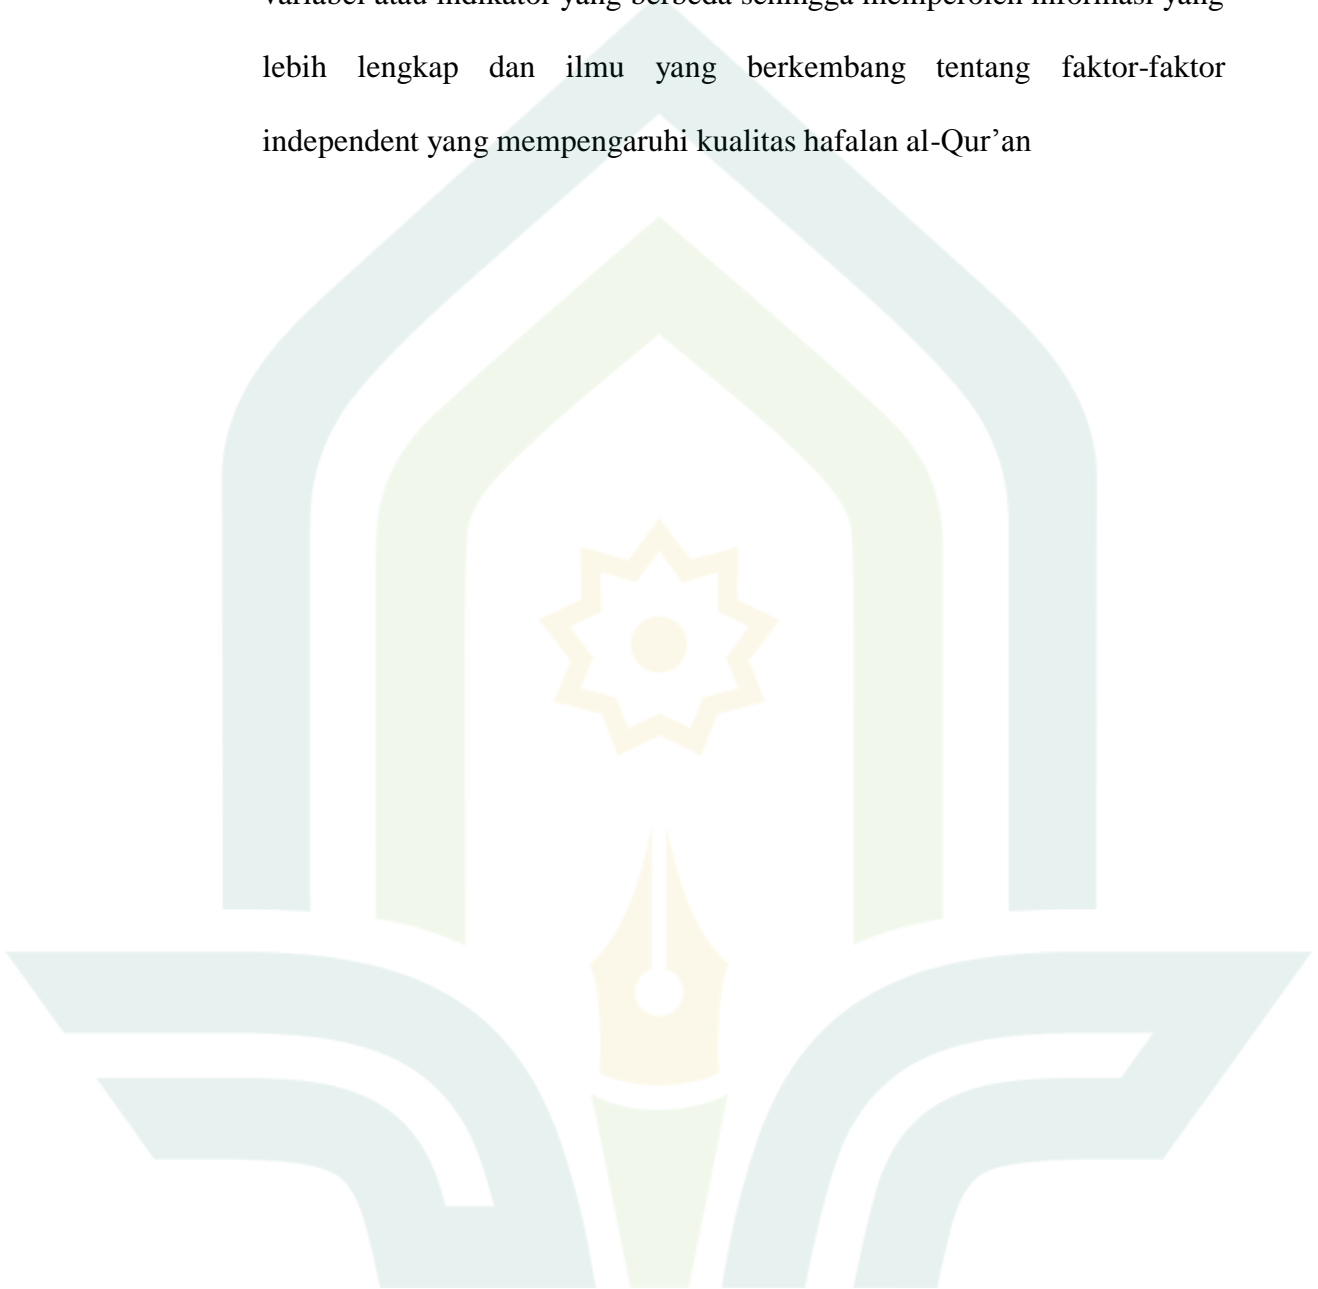 variabel atau indikator yang berbeda sehingga memperoleh informasi yang
lebih lengkap dan ilmu yang berkembang tentang faktor-faktor
independent yang mempengaruhi kualitas hafalan al-Qur’an